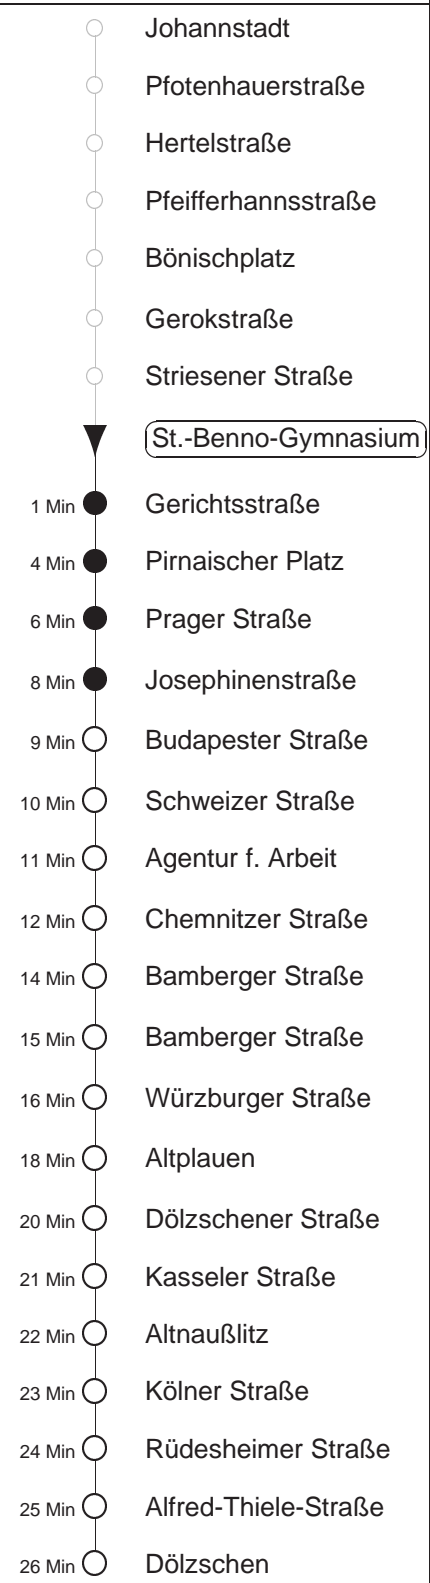 Johannstadt
Pfotenhauerstraße
Hertelstraße
Pfeifferhannsstraße
Bönischplatz
Gerokstraße
Striesener Straße
St.-Benno-Gymnasium
1 Min Gerichtsstraße
4 Min Pirnaischer Platz
6 Min Prager Straße
8 Min Josephinenstraße
9 Min Budapester Straße
10 Min Schweizer Straße
11 Min Agentur f. Arbeit
12 Min Chemnitzer Straße
14 Min Bamberger Straße
15 Min Bamberger Straße
16 Min Würzburger Straße
18 Min Altplauen
20 Min Dölzschener Straße
21 Min Kasseler Straße
22 Min Altnaußlitz
23 Min Kölner Straße
24 Min Rüdesheimer Straße
25 Min Alfred-Thiele-Straße
26 Min Dölzschen